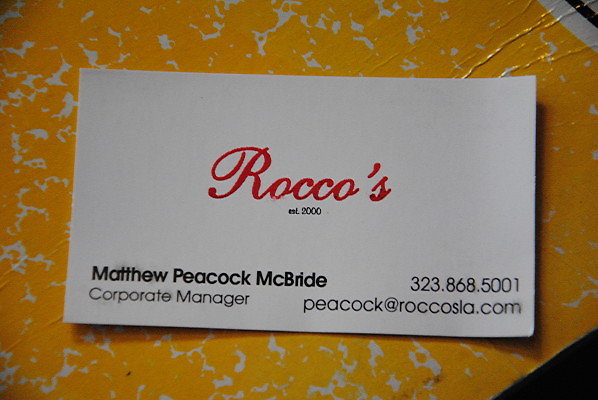 Rocco's
est. 2000
Matthew Peacock McBride
Corporate Manager
323.868.5001
peacock@roccosla.com